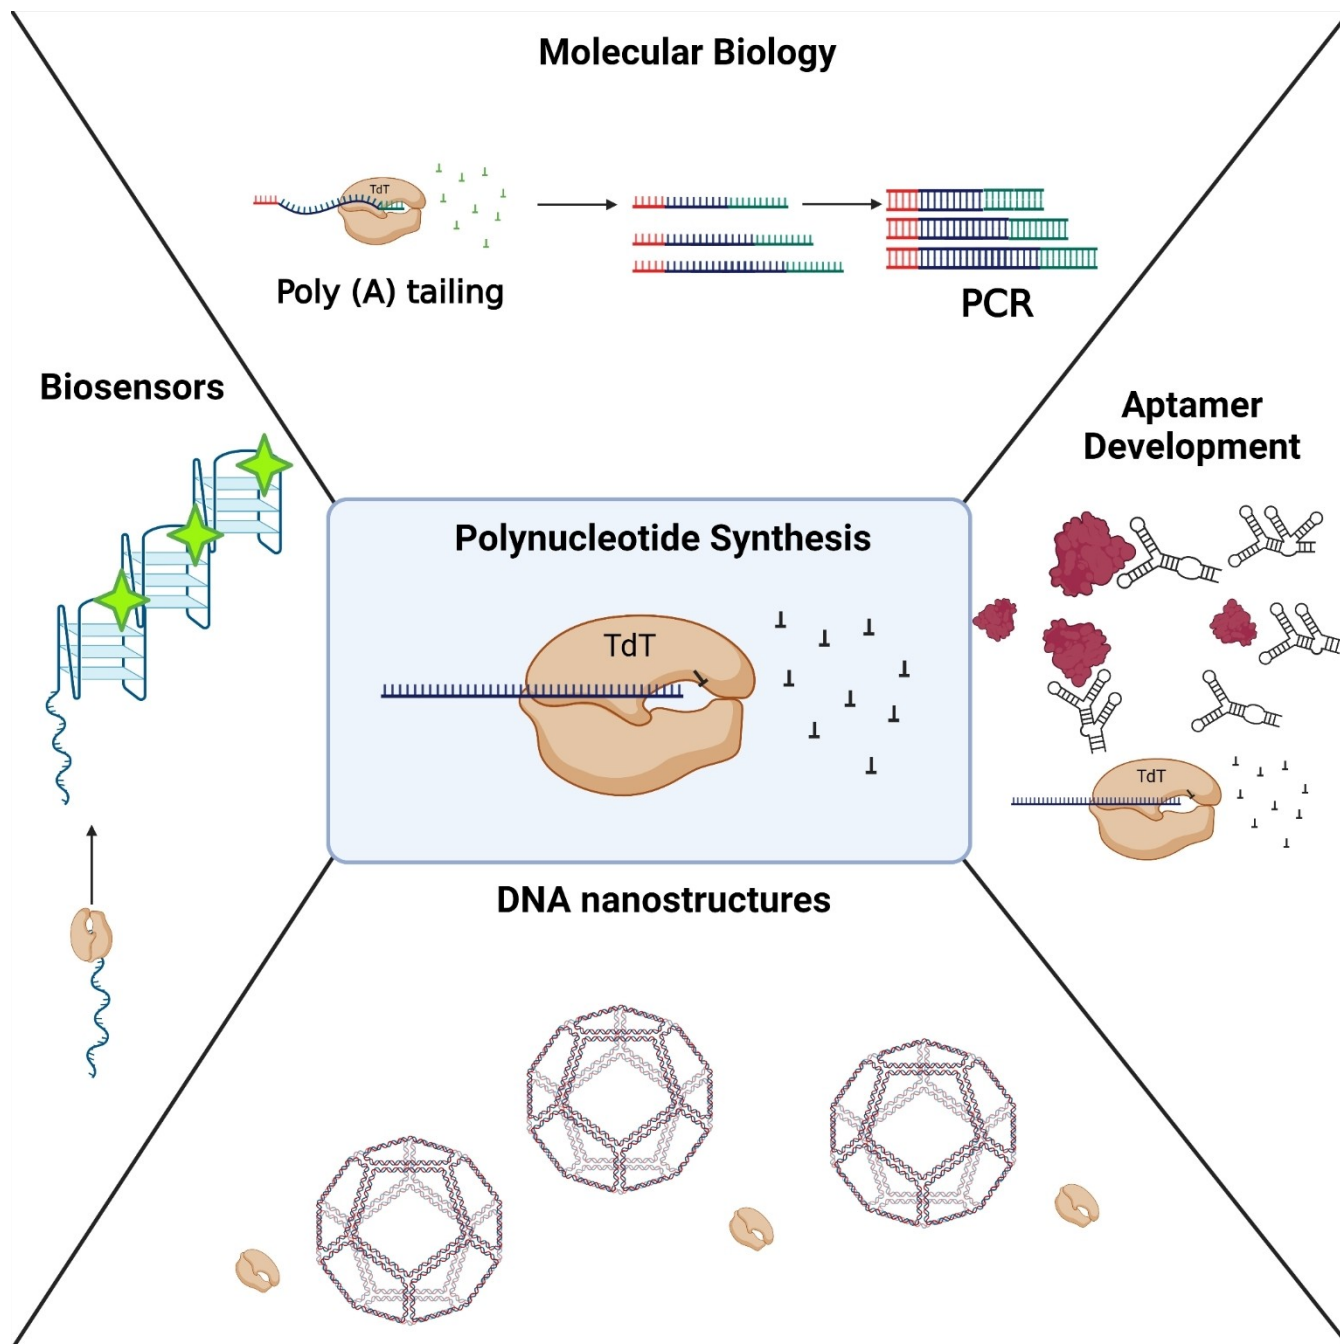 Molecular Biology
TdT
Poly (A) tailing
PCR
Biosensors
Aptamer
Development
Polynucleotide Synthesis
TdT
TdT
DNA nanostructures